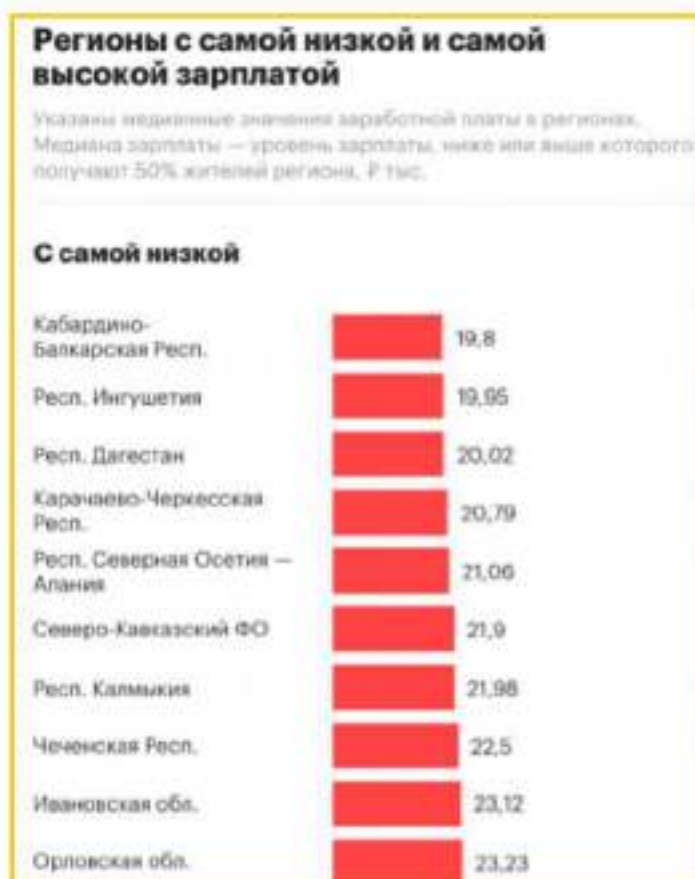 Регионы с самой низкой и самой
высокой зарплатой
Указаны медианные значения заработной платы в регионах.
Медиана зарплаты — уровень зарплаты, ниже или выше которого
получают 50% жителей региона, ₽ тыс.
С самой низкой
Кабардино-
Балкарская Респ.
19,8
Респ. Ингушетия
19,95
Респ. Дагестан
20,02
Карачаево-Черкесская
Респ.
20,79
Респ. Северная Осетия —
Алания
21,06
Северо-Кавказский ФО
21,9
Респ. Калмыкия
21,98
Чеченская Респ.
22,5
Ивановская обл.
23,12
Орловская обл.
23,23